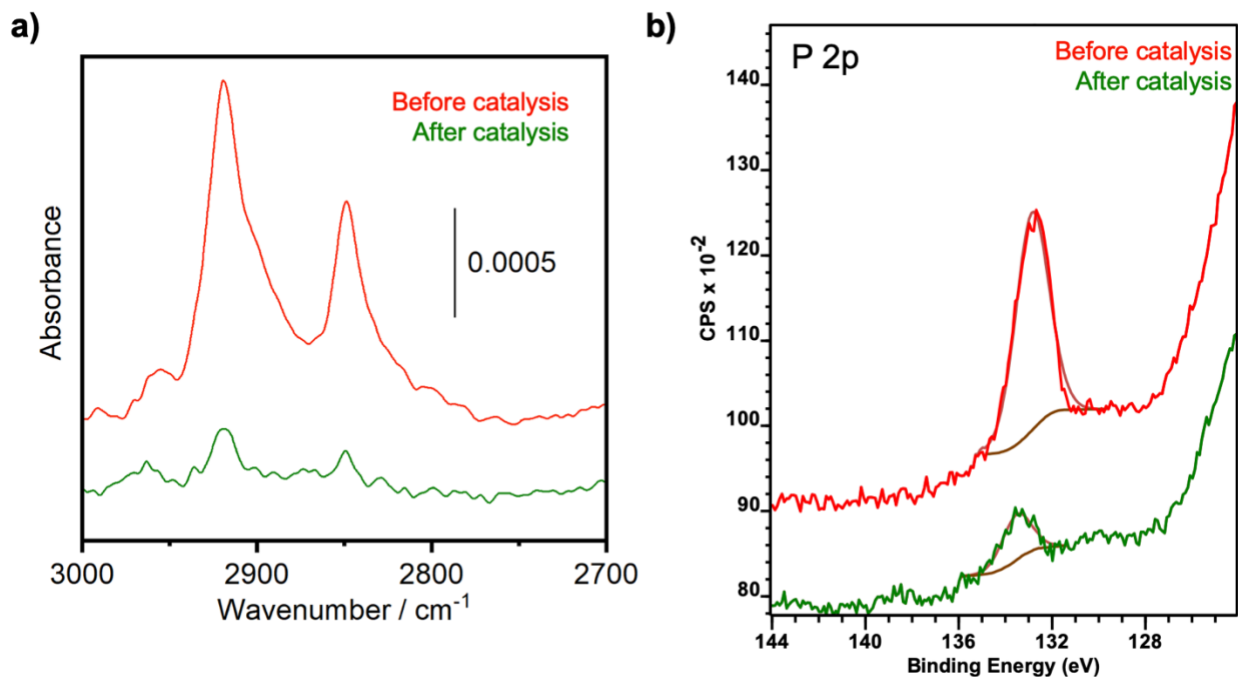 a)
Before catalysis
After catalysis
0.0005
Absorbance
3000 2900 2800 2700
Wavenumber / cm⁻¹
b)
P 2p
Before catalysis
After catalysis
140
130
120
110
100
90
80
CPS x 10⁻²
144 140 136 132 128
Binding Energy (eV)